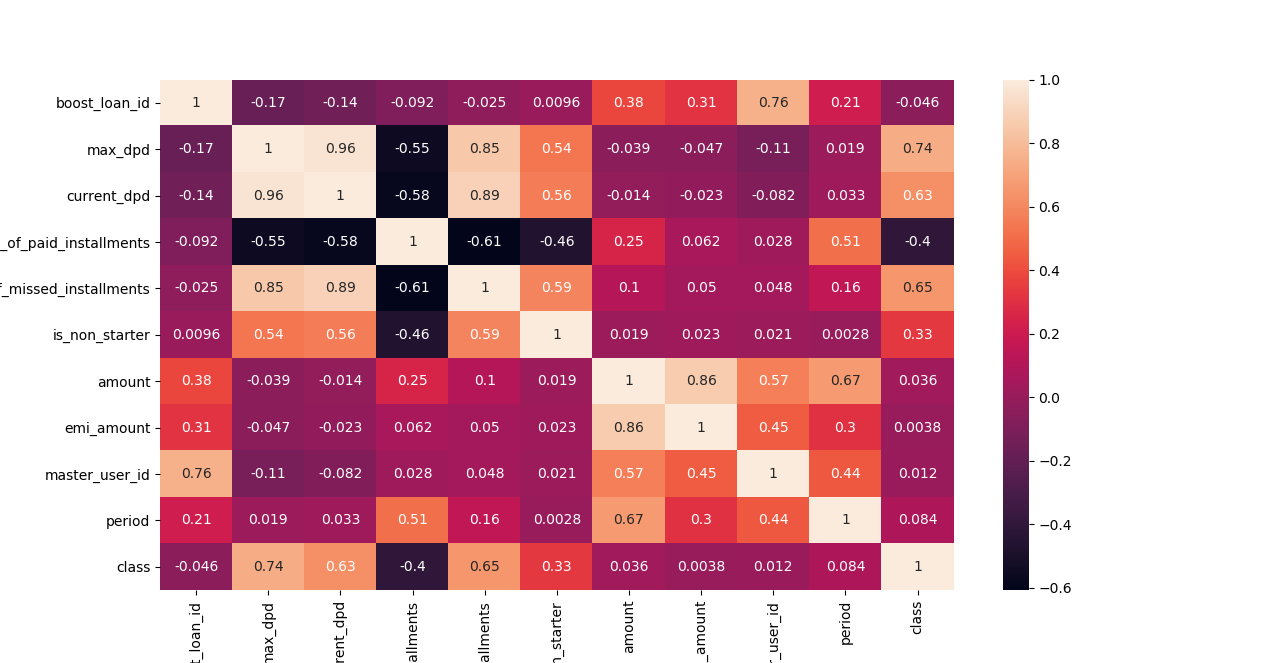 boost_loan_id 1 -0.17 -0.14 -0.092 -0.025 0.0096 0.38 0.31 0.76 0.21 -0.046
max_dpd -0.17 1 0.96 -0.55 0.85 0.54 -0.039 -0.047 -0.11 0.019 0.74
current_dpd -0.14 0.96 1 -0.58 0.89 0.56 -0.014 -0.023 -0.082 0.033 0.63
_of_paid_installments -0.092 -0.55 -0.58 1 -0.61 -0.46 0.25 0.062 0.028 0.51 -0.4
f_missed_installments -0.025 0.85 0.89 -0.61 1 0.59 0.1 0.05 0.048 0.16 0.65
is_non_starter 0.0096 0.54 0.56 -0.46 0.59 1 0.019 0.023 0.021 0.0028 0.33
amount 0.38 -0.039 -0.014 0.25 0.1 0.019 1 0.86 0.57 0.67 0.036
emi_amount 0.31 -0.047 -0.023 0.062 0.05 0.023 0.86 1 0.45 0.3 0.0038
master_user_id 0.76 -0.11 -0.082 0.028 0.048 0.021 0.57 0.45 1 0.44 0.012
period 0.21 0.019 0.033 0.51 0.16 0.0028 0.67 0.3 0.44 1 0.084
class -0.046 0.74 0.63 -0.4 0.65 0.33 0.036 0.0038 0.012 0.084 1
t_loan_id
max_dpd
rent_dpd
allments
allments
n_starter
amount
_amount
r_user_id
period
class
1.0
0.8
0.6
0.4
0.2
0.0
−0.2
−0.4
−0.6